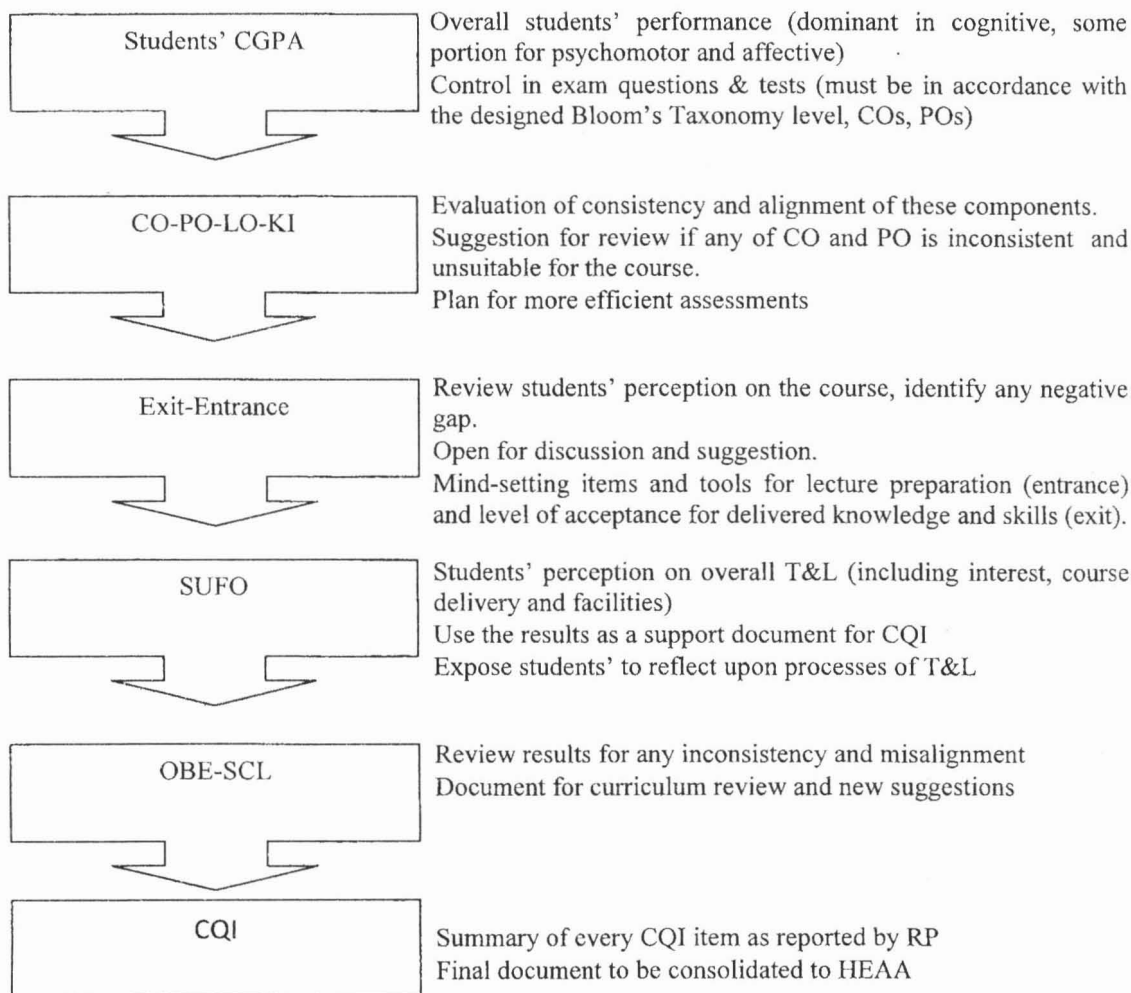 Students' CGPA
Overall students' performance (dominant in cognitive, some
portion for psychomotor and affective)
Control in exam questions & tests (must be in accordance with
the designed Bloom's Taxonomy level, COs, POs)
CO-PO-LO-KI
Evaluation of consistency and alignment of these components.
Suggestion for review if any of CO and PO is inconsistent and
unsuitable for the course.
Plan for more efficient assessments
Exit-Entrance
Review students' perception on the course, identify any negative
gap.
Open for discussion and suggestion.
Mind-setting items and tools for lecture preparation (entrance)
and level of acceptance for delivered knowledge and skills (exit).
SUFO
Students' perception on overall T&L (including interest, course
delivery and facilities)
Use the results as a support document for CQI
Expose students' to reflect upon processes of T&L
OBE-SCL
Review results for any inconsistency and misalignment
Document for curriculum review and new suggestions
CQI
Summary of every CQI item as reported by RP
Final document to be consolidated to HEAA